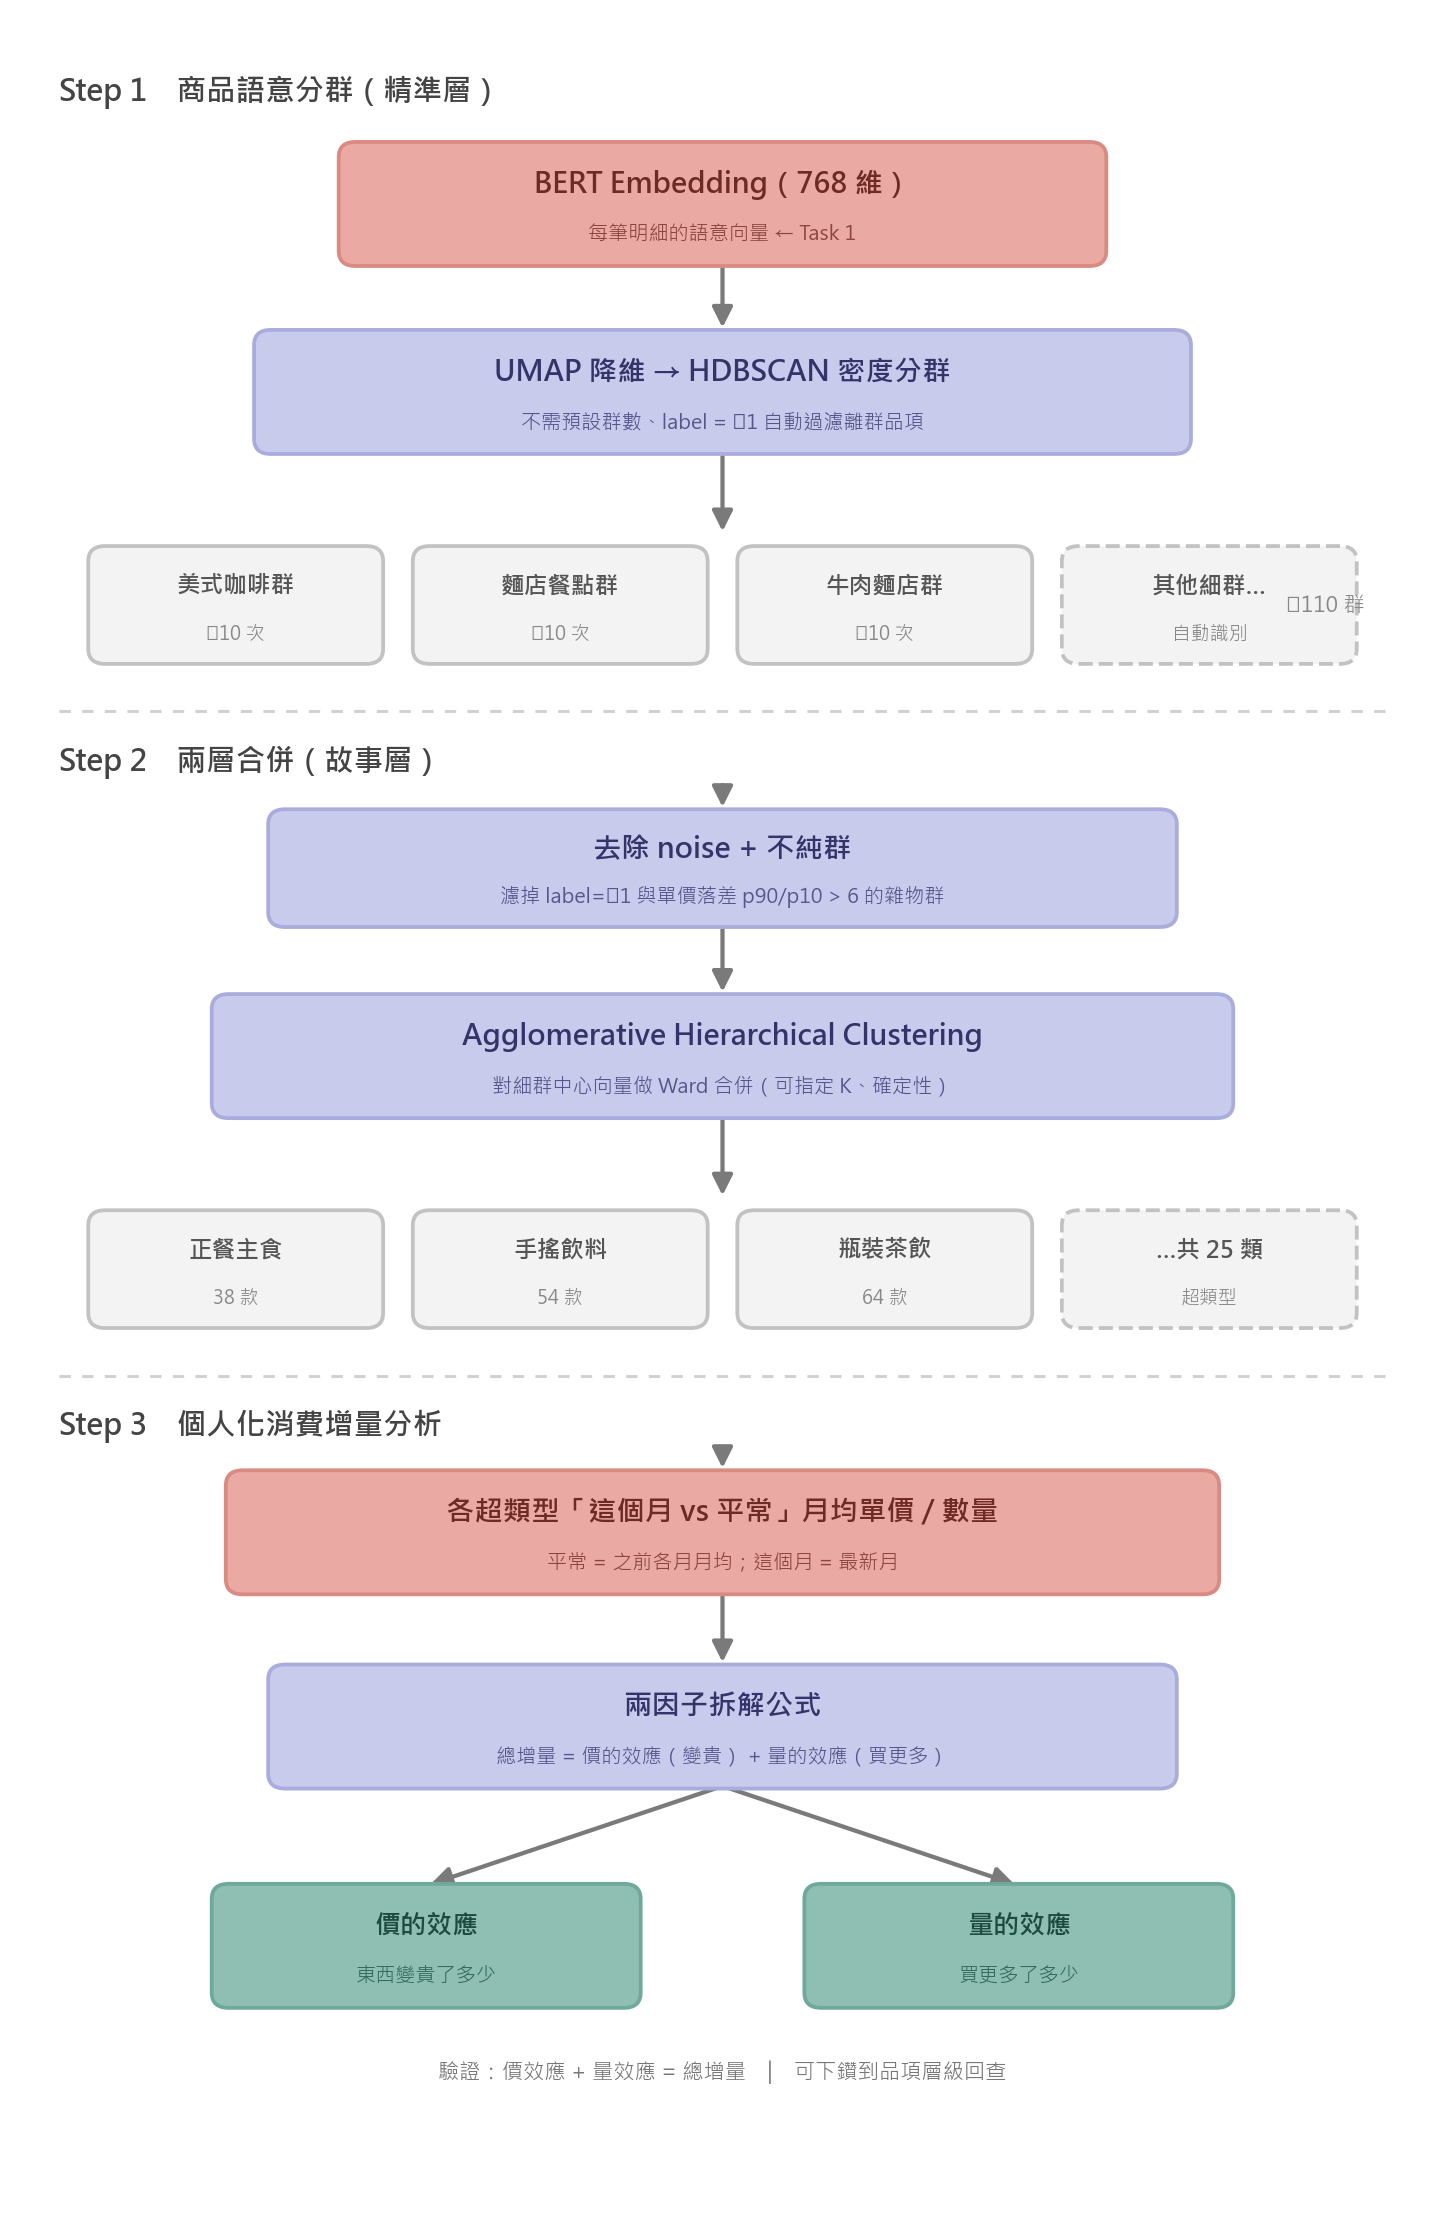 Step 1　商品語意分群（精準層）
BERT Embedding（768 維）
每筆明細的語意向量 ← Task 1
UMAP 降維 → HDBSCAN 密度分群
不需預設群數、label = □1 自動過濾離群品項
美式咖啡群
□10 次
麵店餐點群
□10 次
牛肉麵店群
□10 次
其他細群...
□110 群
自動識別
Step 2　兩層合併（故事層）
去除 noise + 不純群
濾掉 label=□1 與單價落差 p90/p10 > 6 的雜物群
Agglomerative Hierarchical Clustering
對細群中心向量做 Ward 合併（可指定 K、確定性）
正餐主食
38 款
手搖飲料
54 款
瓶裝茶飲
64 款
...共 25 類
超類型
Step 3　個人化消費增量分析
各超類型「這個月 vs 平常」月均單價 / 數量
平常 = 之前各月月均；這個月 = 最新月
兩因子拆解公式
總增量 = 價的效應（變貴） + 量的效應（買更多）
價的效應
東西變貴了多少
量的效應
買更多了多少
驗證：價效應 + 量效應 = 總增量　│　可下鑽到品項層級回查